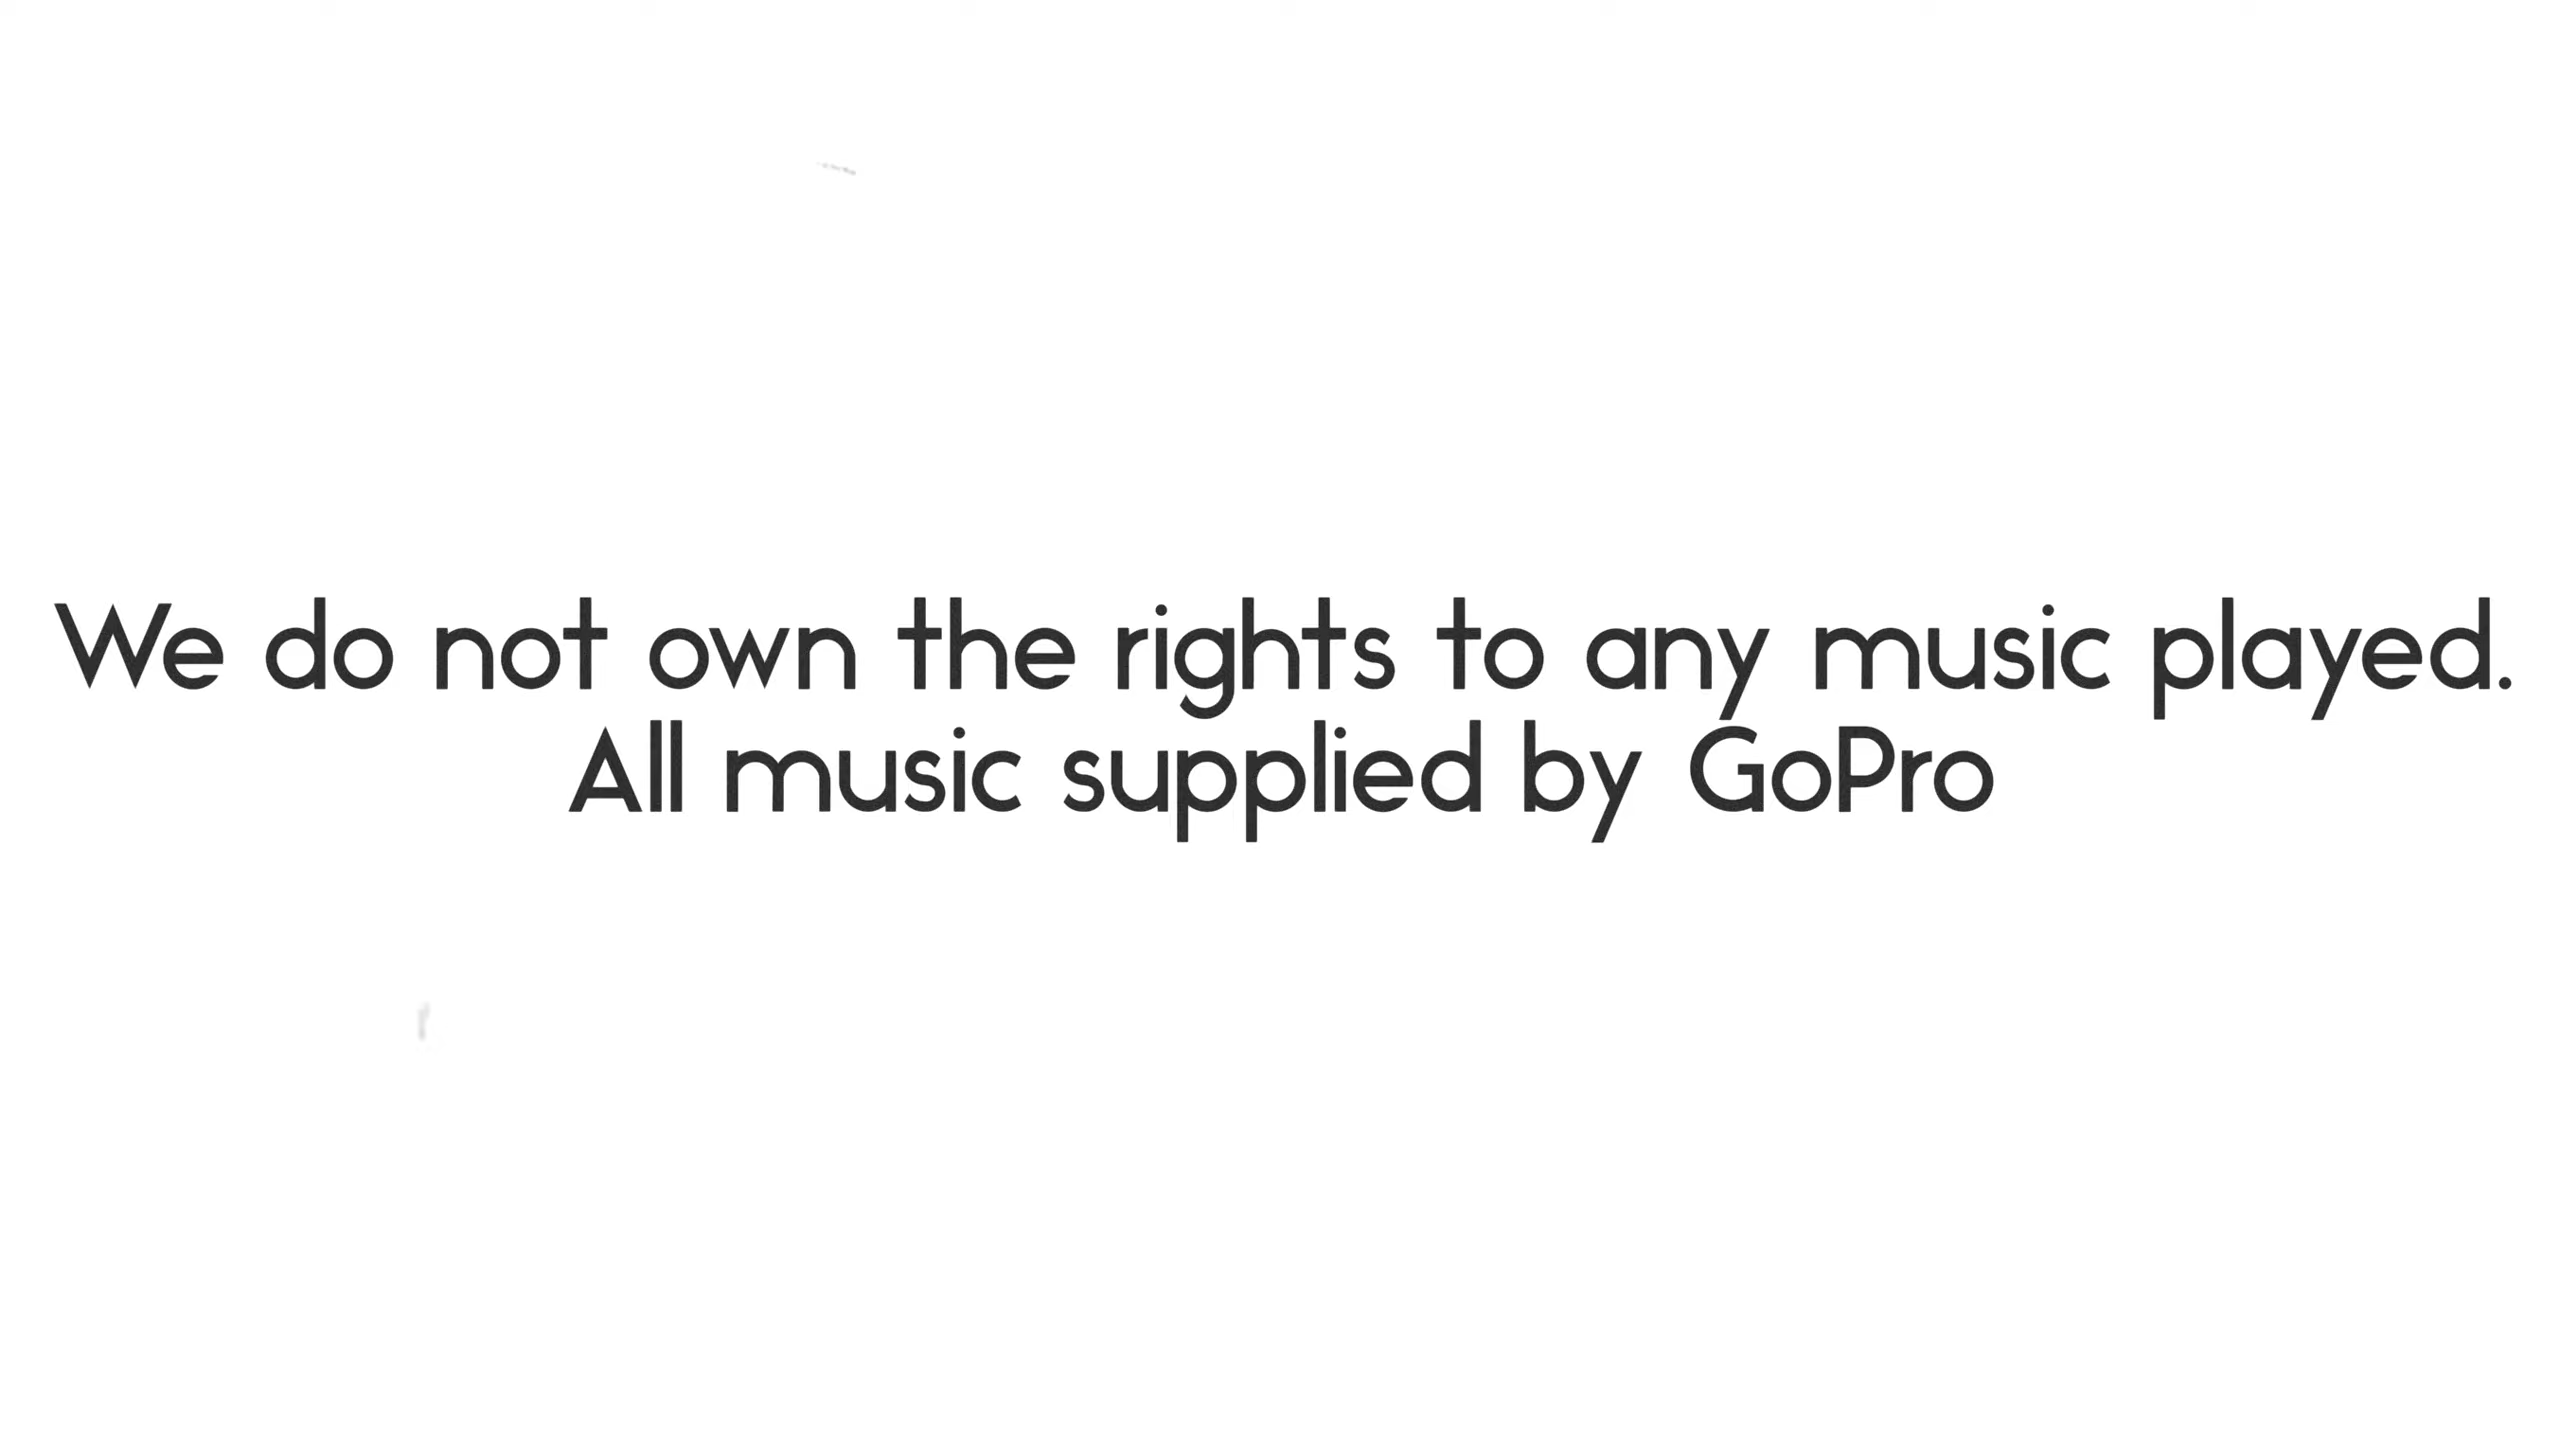 We do not own the rights to any music played.
All music supplied by GoPro